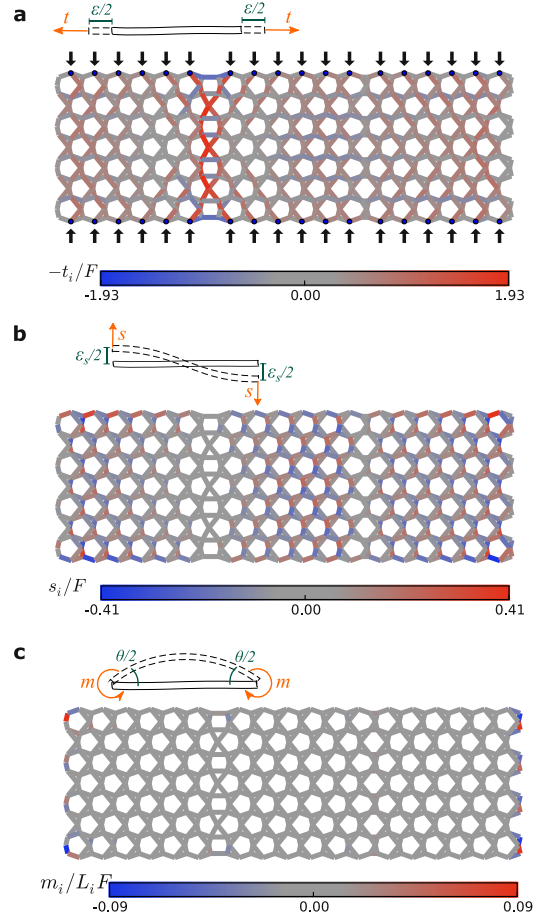 a
ε/2 ε/2
t t
-t_i/F
-1.93 0.00 1.93
b
s
ε_s/2 ε_s/2
s
s_i/F
-0.41 0.00 0.41
c
θ/2 θ/2
m m
m_i/L_iF
-0.09 0.00 0.09